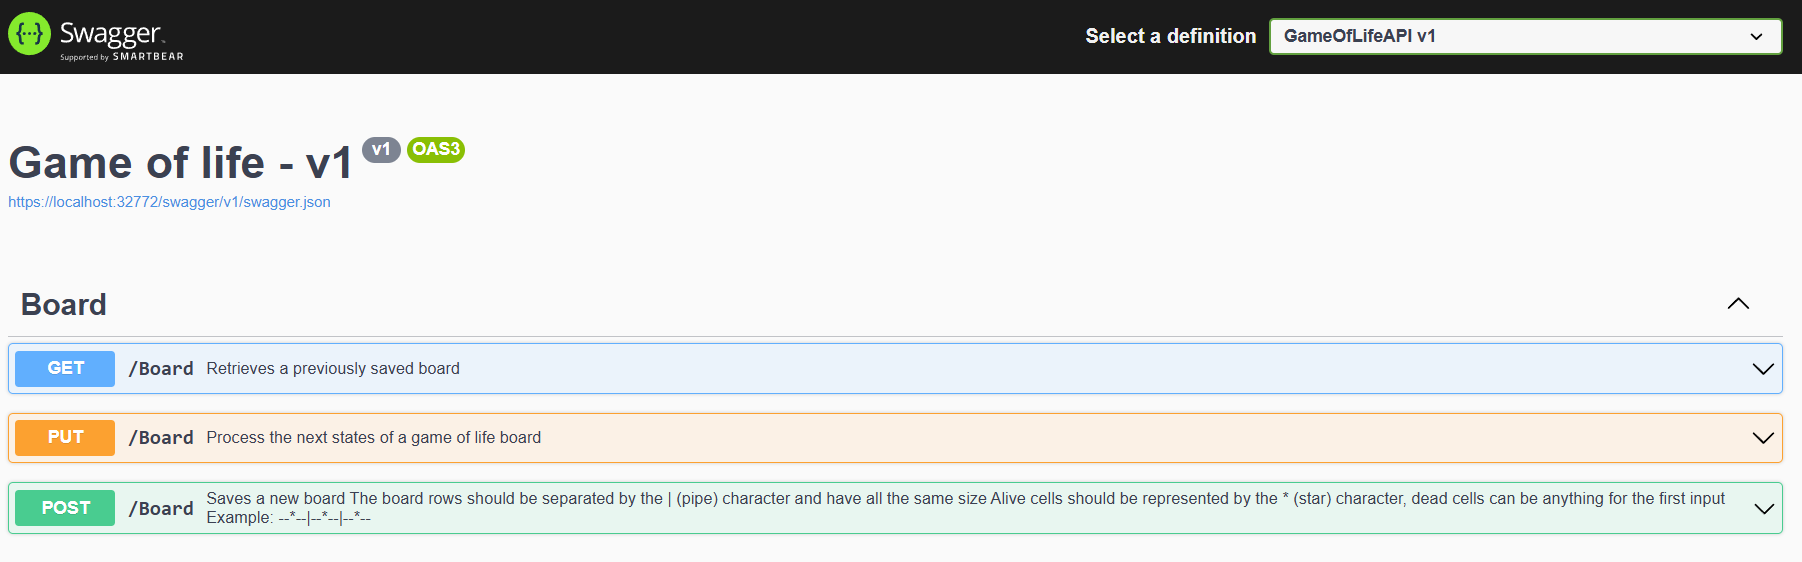 Swagger
Supported by SMARTBEAR
Select a definition
GameOfLifeAPI v1
Game of life - v1 v1 OAS3
https://localhost:32772/swagger/v1/swagger.json
Board
GET /Board Retrieves a previously saved board
PUT /Board Process the next states of a game of life board
POST /Board Saves a new board The board rows should be separated by the | (pipe) character and have all the same size Alive cells should be represented by the * (star) character, dead cells can be anything for the first input
Example: --*--|--*--|--*--